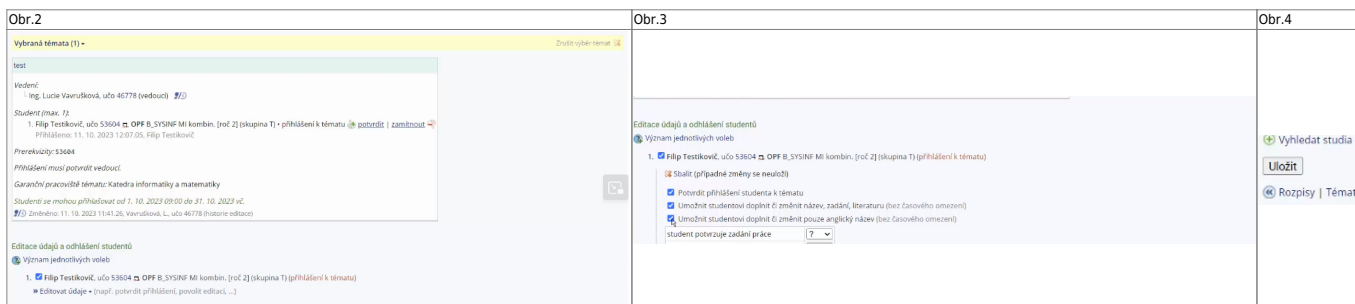 Obr.2
Vybraná témata (1)
Zrušit výběr témat
test
Vedení:
Ing. Lucie Vavrušková, učo 46778 (vedoucí)
Student (max. 1):
1. Filip Testikovič, učo 53604 OPF B_SYSINF MI kombin. [roč 2] (skupina T) • přihlášení k tématu potvrdit | zamítnout
Přihlášeno: 11. 10. 2023 12:07.05, Filip Testikovič
Prerekvizity: 53604
Přihlášení musí potvrdit vedoucí.
Garanční pracoviště tématu: Katedra informatiky a matematiky
Studenti se mohou přihlašovat od 1. 10. 2023 09:00 do 31. 10. 2023 vč.
Změněno: 11. 10. 2023 11:41.26, Vavrušková, L., učo 46778 (historie editace)
Editace údajů a odhlášení studentů
Význam jednotlivých voleb
1. Filip Testikovič, učo 53604 OPF B_SYSINF MI kombin. [roč 2] (skupina T) (přihlášení k tématu)
» Editovat údaje (např. potvrdit přihlášení, povolit editaci, ...)
Obr.3
Editace údajů a odhlášení studentů
Význam jednotlivých voleb
1. Filip Testikovič, učo 53604 OPF B_SYSINF MI kombin. [roč 2] (skupina T) (přihlášení k tématu)
Sbalit (případné změny se neuloží)
Potvrdit přihlášení studenta k tématu
Umožnit studentovi doplnit či změnit název, zadání, literaturu (bez časového omezení)
Umožnit studentovi doplnit či změnit pouze anglický název (bez časového omezení)
student potvrzuje zadání práce ?
Obr.4
Vyhledat studia
Uložit
Rozpisy | Témat